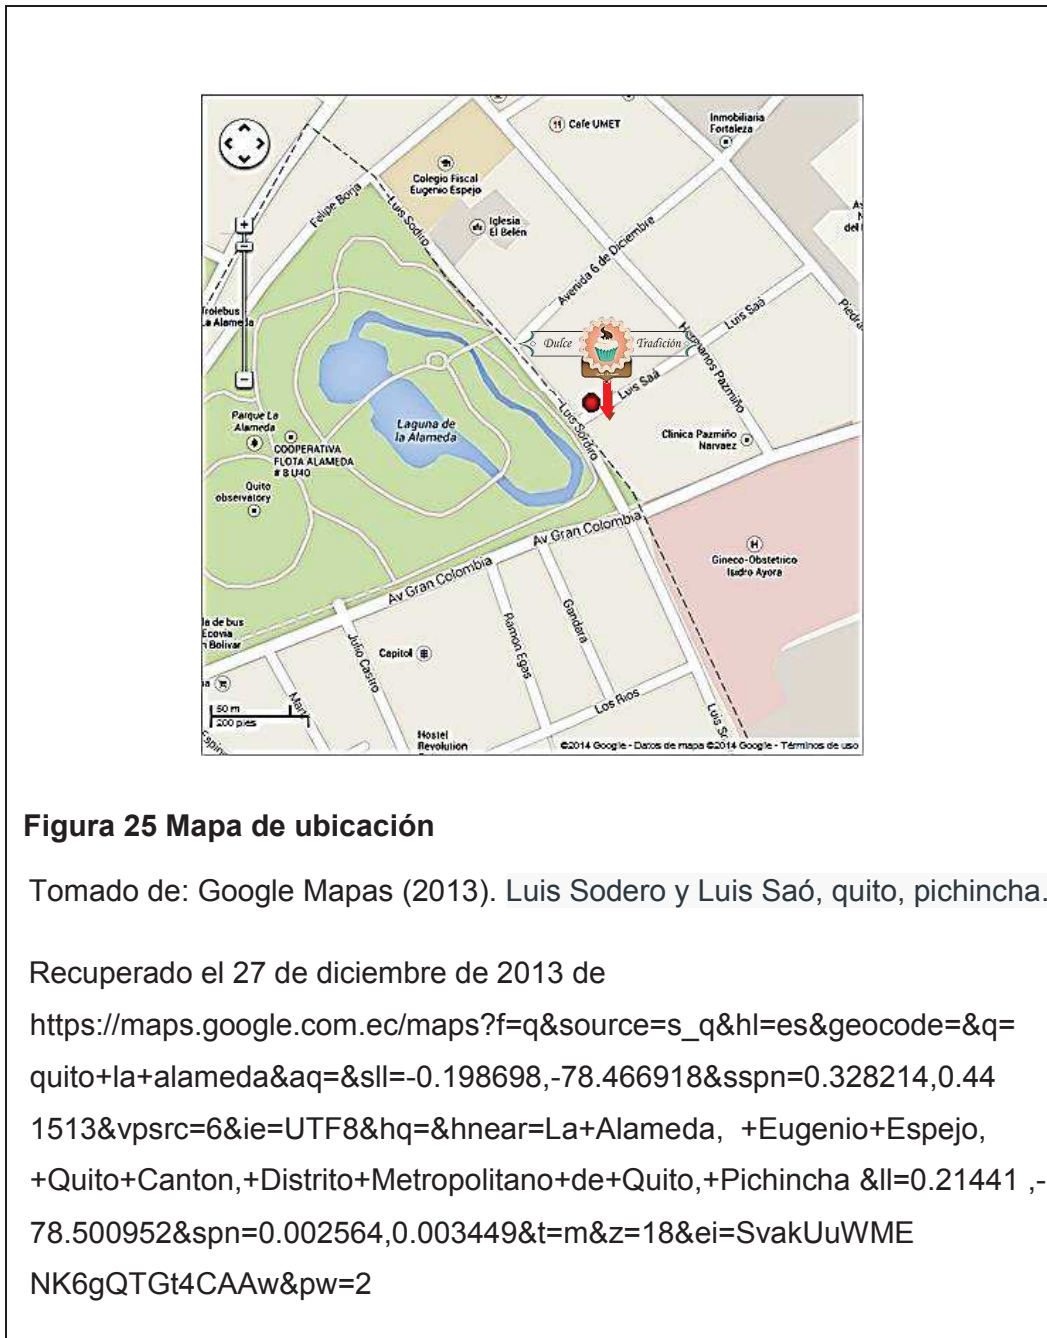 Inmobiliaria
Fortaleza
Cafe UMET
Colegio Fiscal
Eugenio Espejo
Felipe Borja
Luis Sodiro
Iglesia
El Belén
Avenida 6 de Diciembre
Trolebus
La Alameda
Luis Saá
Piedra
Dulce Tradición
Hermanos Pazmiño
Luis Saá
Luis Sodiro
Laguna de
la Alameda
Parque La
Alameda
COOPERATIVA
FLOTA ALAMEDA
# 8 U40
Quito
observatory
Clinica Pazmiño
Narvaez
Av Gran Colombia
Av Gran Colombia
Gineco-Obstetrico
Isidro Ayora
la de bus
Ecovia
n Bolivar
Julio Castro
Capitol
Ramon Egas
Gandara
Los Rios
50 m
200 pies
Hostel
Revolution
©2014 Google - Datos de mapa ©2014 Google - Términos de uso
Figura 25 Mapa de ubicación
Tomado de: Google Mapas (2013). Luis Sodero y Luis Saó, quito, pichincha.
Recuperado el 27 de diciembre de 2013 de
https://maps.google.com.ec/maps?f=q&source=s_q&hl=es&geocode=&q=
quito+la+alameda&aq=&sll=-0.198698,-78.466918&sspn=0.328214,0.44
1513&vpsrc=6&ie=UTF8&hq=&hnear=La+Alameda, +Eugenio+Espejo,
+Quito+Canton,+Distrito+Metropolitano+de+Quito,+Pichincha &ll=0.21441 ,-
78.500952&spn=0.002564,0.003449&t=m&z=18&ei=SvakUuWME
NK6gQTGt4CAAw&pw=2